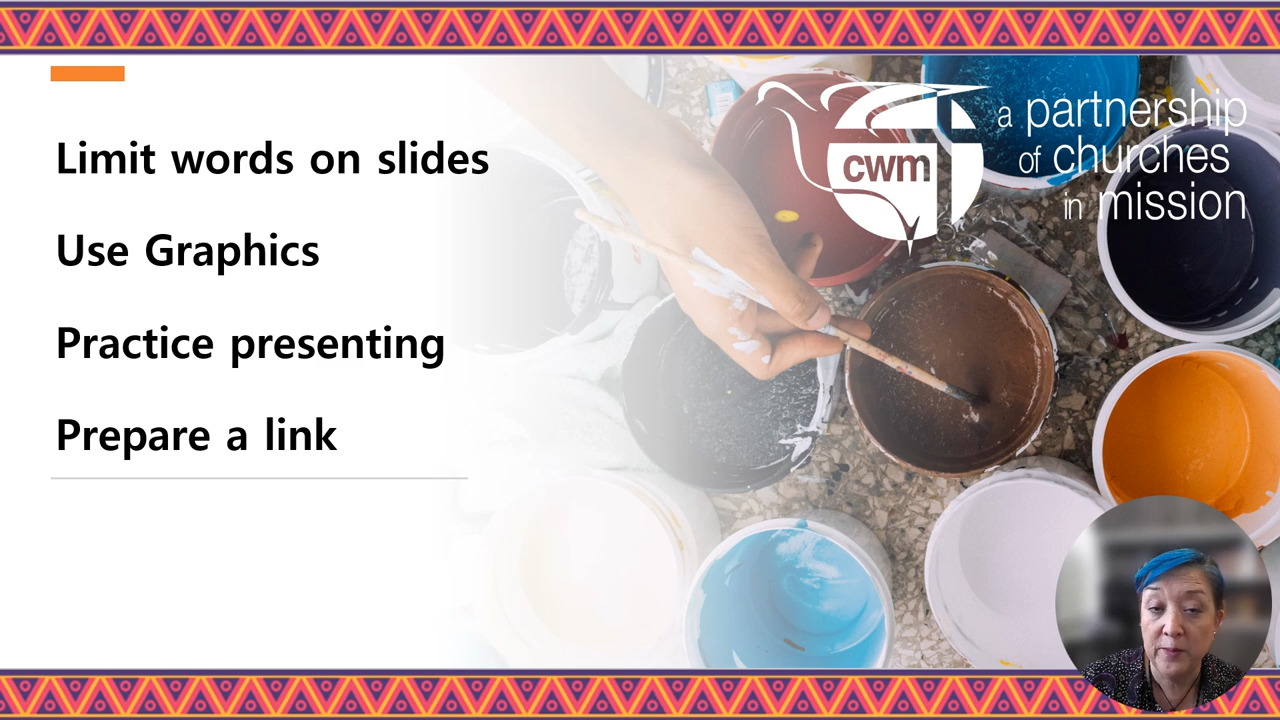 Limit words on slides
Use Graphics
Practice presenting
Prepare a link
cwm
a partnership
of churches
in mission